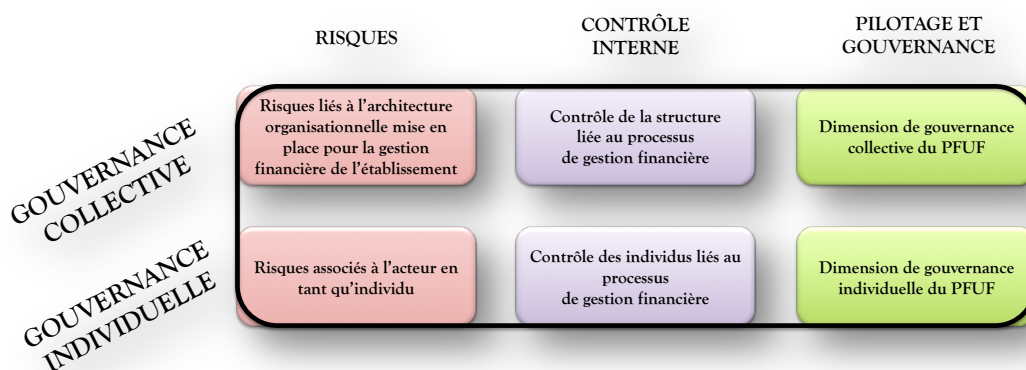 RISQUES
CONTRÔLE
INTERNE
PILOTAGE ET
GOUVERNANCE
GOUVERNANCE
COLLECTIVE
Risques liés à l'architecture
organisationnelle mise en
place pour la gestion
financière de l'établissement
Contrôle de la structure
liée au processus
de gestion financière
Dimension de gouvernance
collective du PFUF
GOUVERNANCE
INDIVIDUELLE
Risques associés à l'acteur en
tant qu'individu
Contrôle des individus liés au
processus
de gestion financière
Dimension de gouvernance
individuelle du PFUF